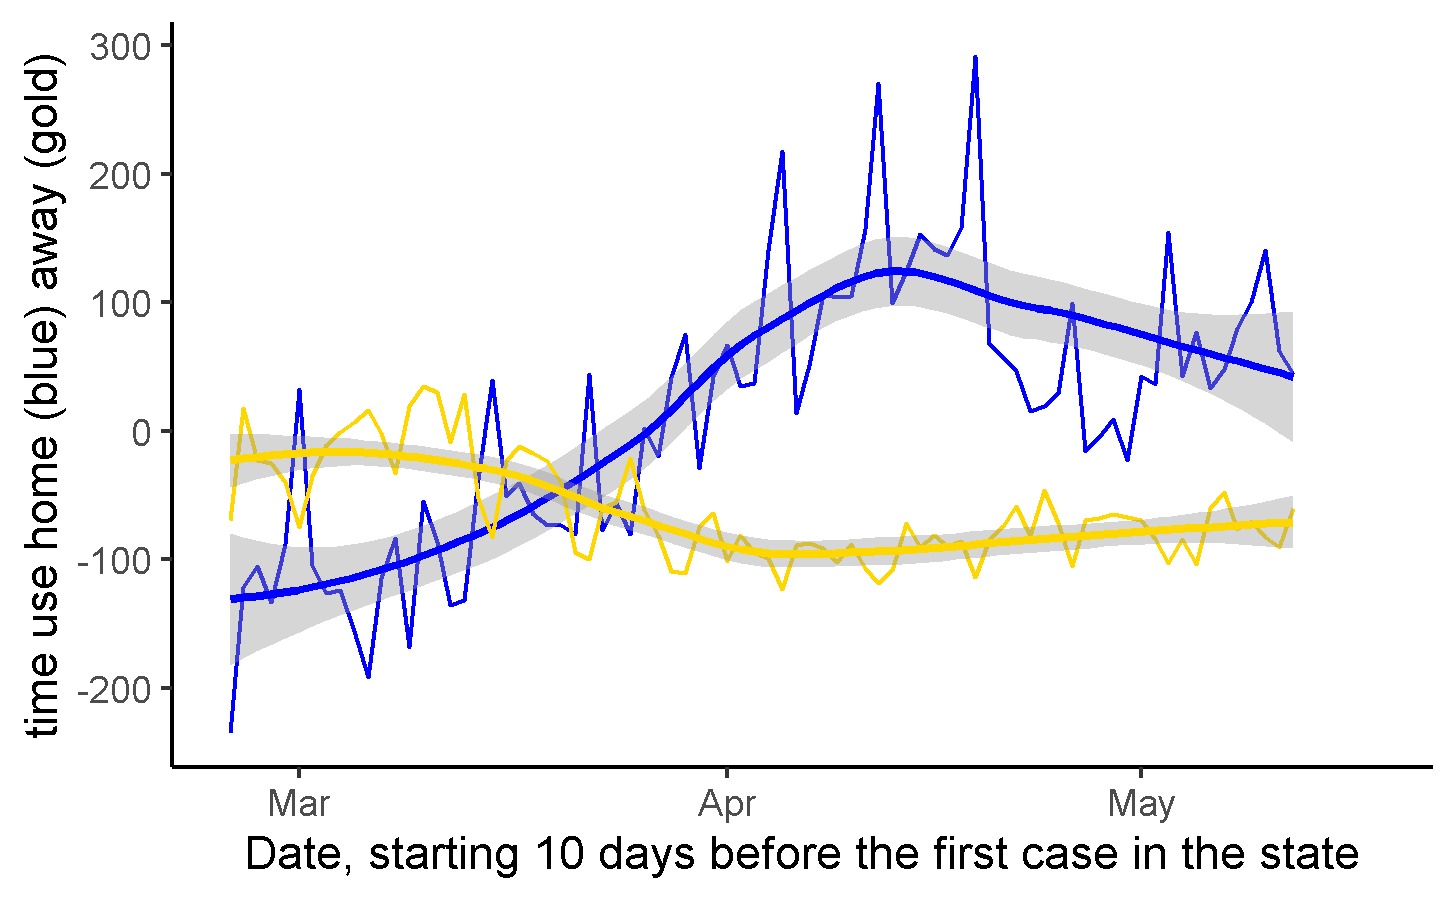 time use home (blue) away (gold)
300
200
100
0
-100
-200
Mar Apr May
Date, starting 10 days before the first case in the state